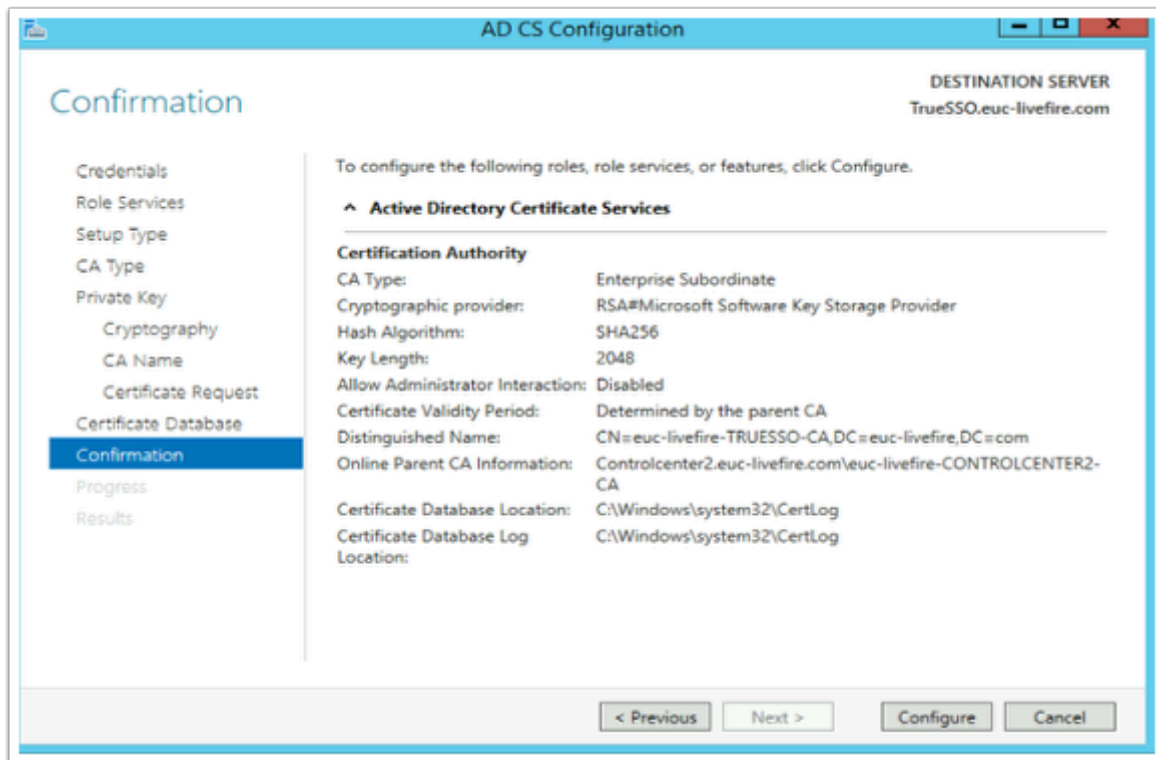 AD CS Configuration
Confirmation
DESTINATION SERVER
TrueSSO.euc-livefire.com
Credentials
Role Services
Setup Type
CA Type
Private Key
Cryptography
CA Name
Certificate Request
Certificate Database
Confirmation
Progress
Results
To configure the following roles, role services, or features, click Configure.
Active Directory Certificate Services
Certification Authority
CA Type: Enterprise Subordinate
Cryptographic provider: RSA#Microsoft Software Key Storage Provider
Hash Algorithm: SHA256
Key Length: 2048
Allow Administrator Interaction: Disabled
Certificate Validity Period: Determined by the parent CA
Distinguished Name: CN=euc-livefire-TRUESSO-CA,DC=euc-livefire,DC=com
Online Parent CA Information: Controlcenter2.euc-livefire.com\euc-livefire-CONTROLCENTER2-
CA
Certificate Database Location: C:\Windows\system32\CertLog
Certificate Database Log C:\Windows\system32\CertLog
Location:
< Previous Next > Configure Cancel